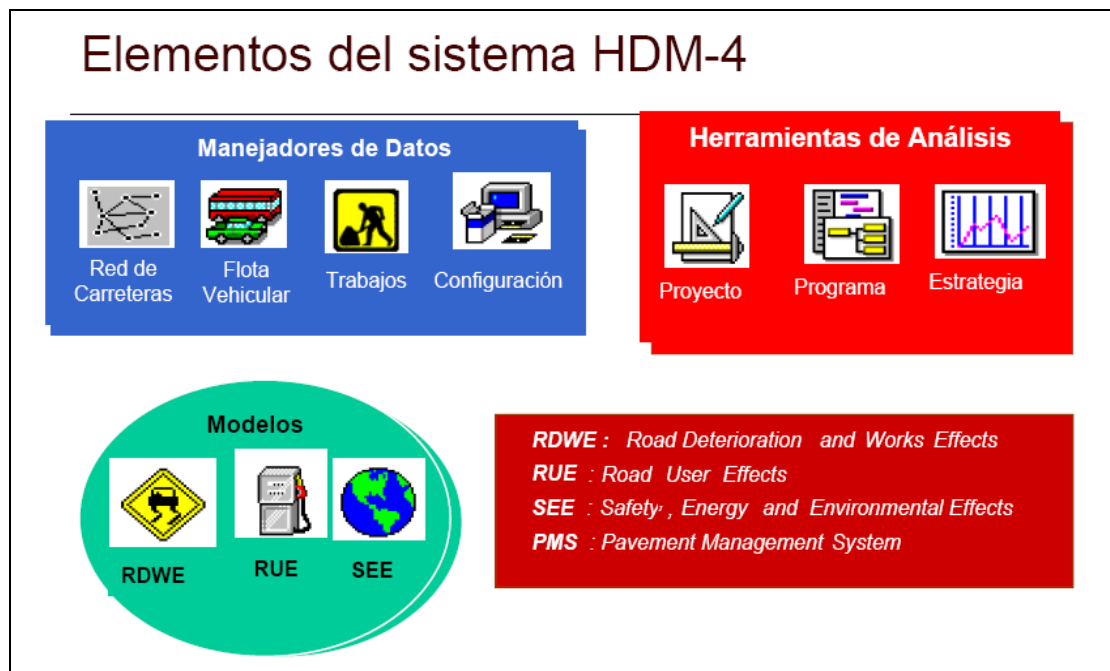 Elementos del sistema HDM-4
Manejadores de Datos
Red de
Carreteras
Flota
Vehicular
Trabajos
Configuración
Herramientas de Análisis
Proyecto
Programa
Estrategia
Modelos
RDWE
RUE
SEE
RDWE : Road Deterioration and Works Effects
RUE : Road User Effects
SEE : Safety, , Energy and Environmental Effects
PMS : Pavement Management System